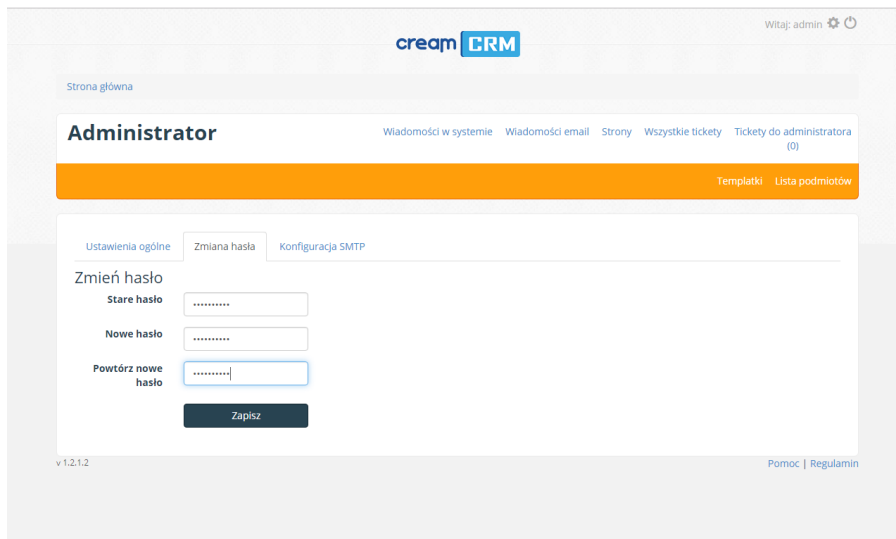 Witaj: admin
cream CRM
Strona główna
Administrator
Wiadomości w systemie Wiadomości email Strony Wszystkie tickety Tickety do administratora
(0)
Templatki Lista podmiotów
Ustawienia ogólne Zmiana hasła Konfiguracja SMTP
Zmień hasło
Stare hasło
Nowe hasło
Powtórz nowe
hasło
Zapisz
v 1.2.1.2
Pomoc | Regulamin